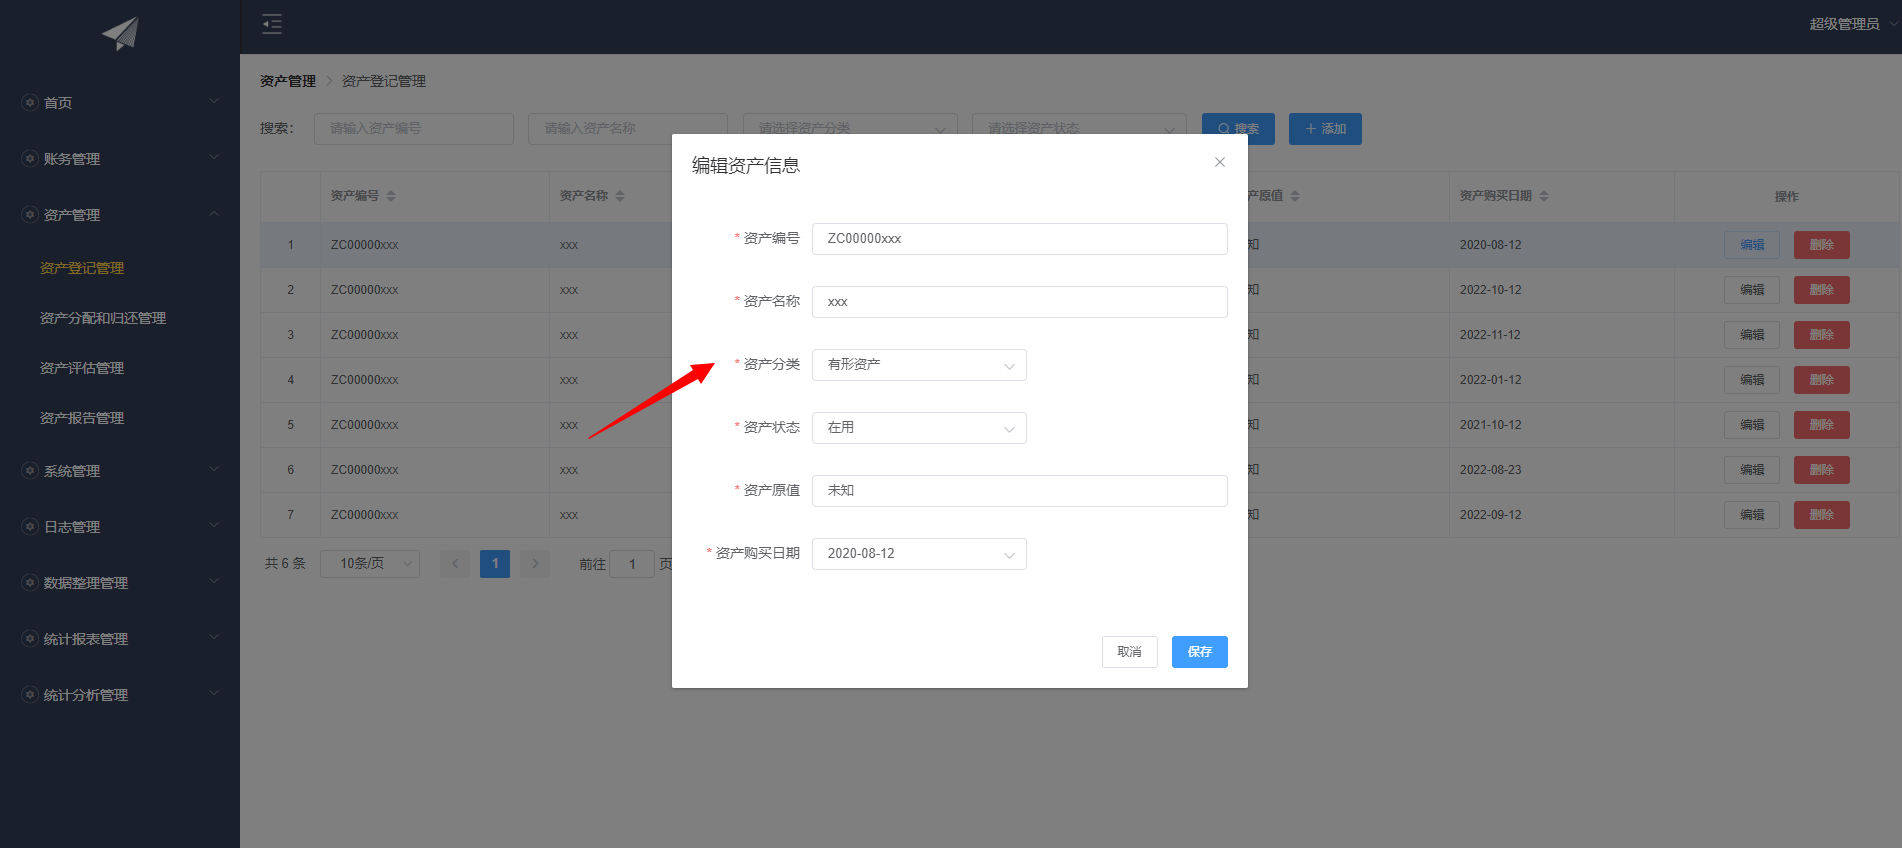 超级管理员
首页
账务管理
资产管理
资产登记管理
资产分配和归还管理
资产评估管理
资产报告管理
系统管理
日志管理
数据整理管理
统计报表管理
统计分析管理
资产管理 > 资产登记管理
搜索： 请输入资产编号 请输入资产名称 请选择资产分类 请选择资产状态 搜索 + 添加
资产编号 资产名称 产原值 资产购买日期 操作
1 ZC00000xxx xxx 知 2020-08-12 编辑 删除
2 ZC00000xxx xxx 知 2022-10-12 编辑 删除
3 ZC00000xxx xxx 知 2022-11-12 编辑 删除
4 ZC00000xxx xxx 知 2022-01-12 编辑 删除
5 ZC00000xxx xxx 知 2021-10-12 编辑 删除
6 ZC00000xxx xxx 知 2022-08-23 编辑 删除
7 ZC00000xxx xxx 知 2022-09-12 编辑 删除
共 6 条 10条/页 < 1 > 前往 1 页
编辑资产信息
* 资产编号 ZC00000xxx
* 资产名称 xxx
* 资产分类 有形资产
* 资产状态 在用
* 资产原值 未知
* 资产购买日期 2020-08-12
取消 保存